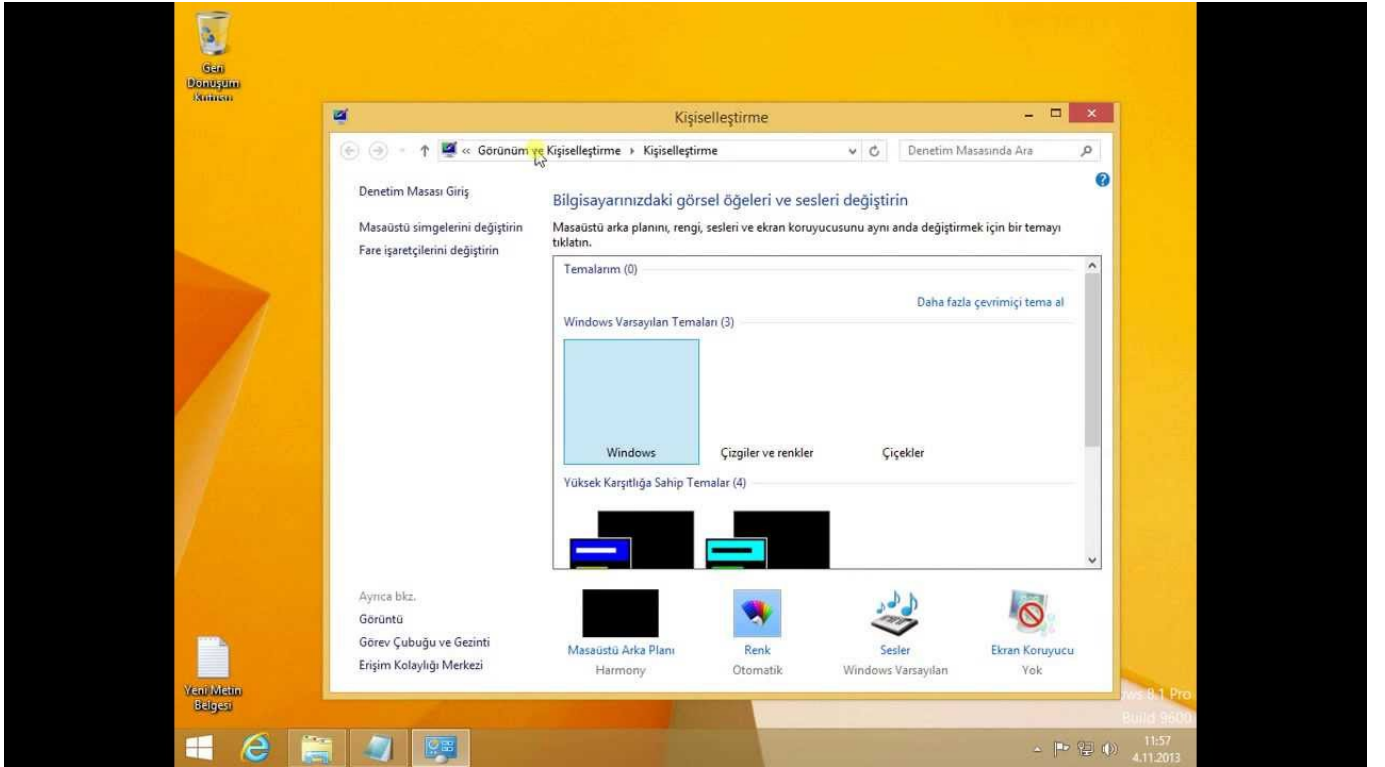 Geri
Dönüşüm
Kutusu
Kişiselleştirme
« Görünüm ve Kişiselleştirme Kişiselleştirme
Denetim Masasında Ara
Denetim Masası Giriş
Masaüstü simgelerini değiştirin
Fare işaretçilerini değiştirin
Bilgisayarınızdaki görsel öğeleri ve sesleri değiştirin
Masaüstü arka planını, rengi, sesleri ve ekran koruyucusunu aynı anda değiştirmek için bir temayı
tıklatın.
Temalarım (0)
Daha fazla çevrimiçi tema al
Windows Varsayılan Temaları (3)
Windows
Çizgiler ve renkler
Çiçekler
Yüksek Karşıtlığa Sahip Temalar (4)
Ayrıca bkz.
Görüntü
Görev Çubuğu ve Gezinti
Erişim Kolaylığı Merkezi
Masaüstü Arka Planı
Harmony
Renk
Otomatik
Sesler
Windows Varsayılan
Ekran Koruyucu
Yok
Yeni Metin
Belgesi
8.1 Pro
Build 9600
11:57
4.11.2013